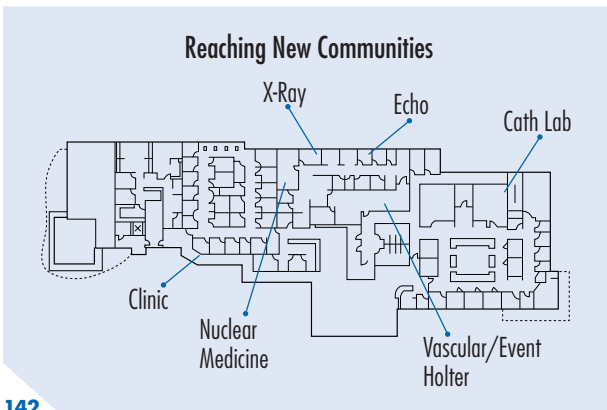 Reaching New Communities
X-Ray
Echo
Cath Lab
Clinic
Nuclear
Medicine
Vascular/Event
Holter
142